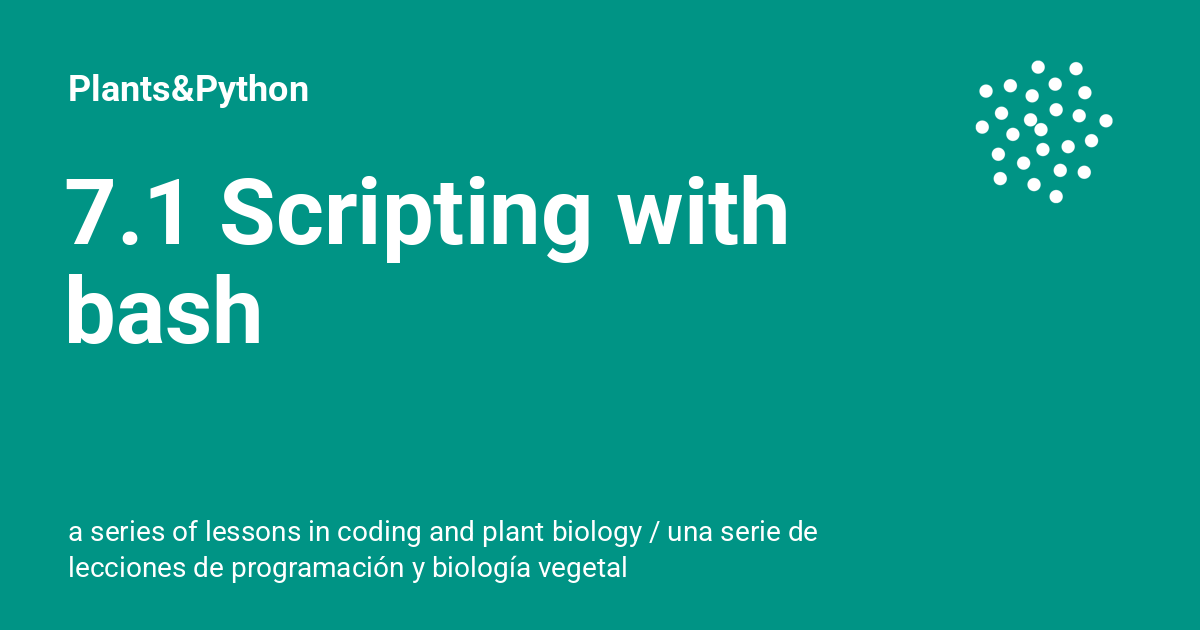 Plants&Python
7.1 Scripting with
bash
a series of lessons in coding and plant biology / una serie de
lecciones de programación y biología vegetal